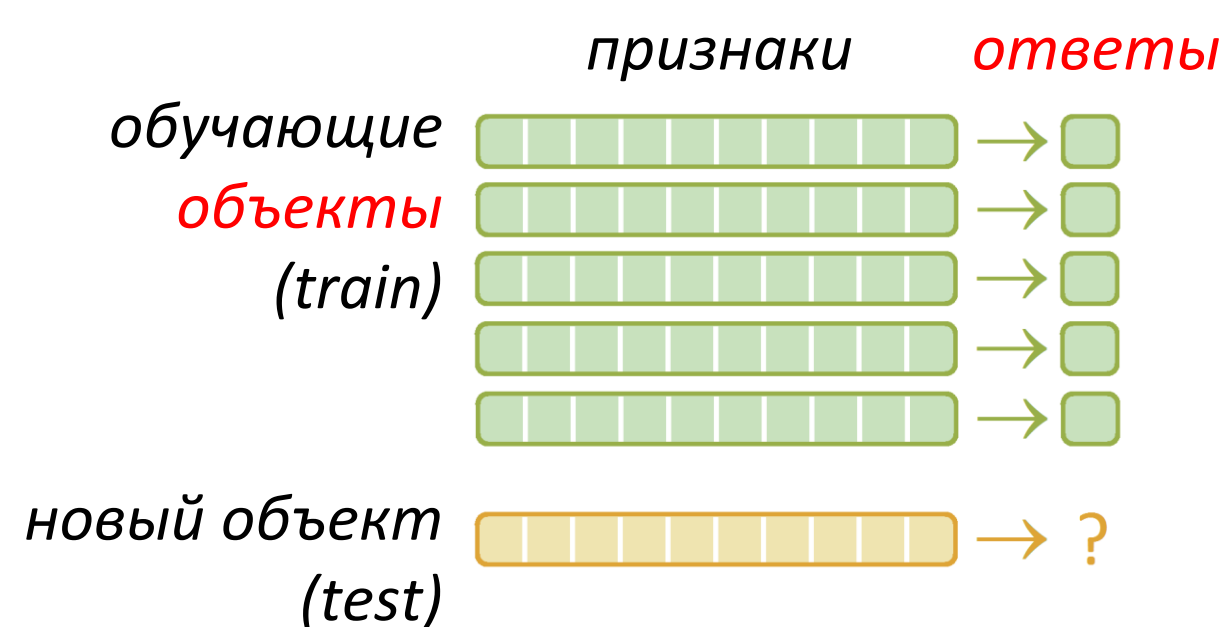 признаки ответы
обучающие
объекты
(train)
новый объект
?
(test)